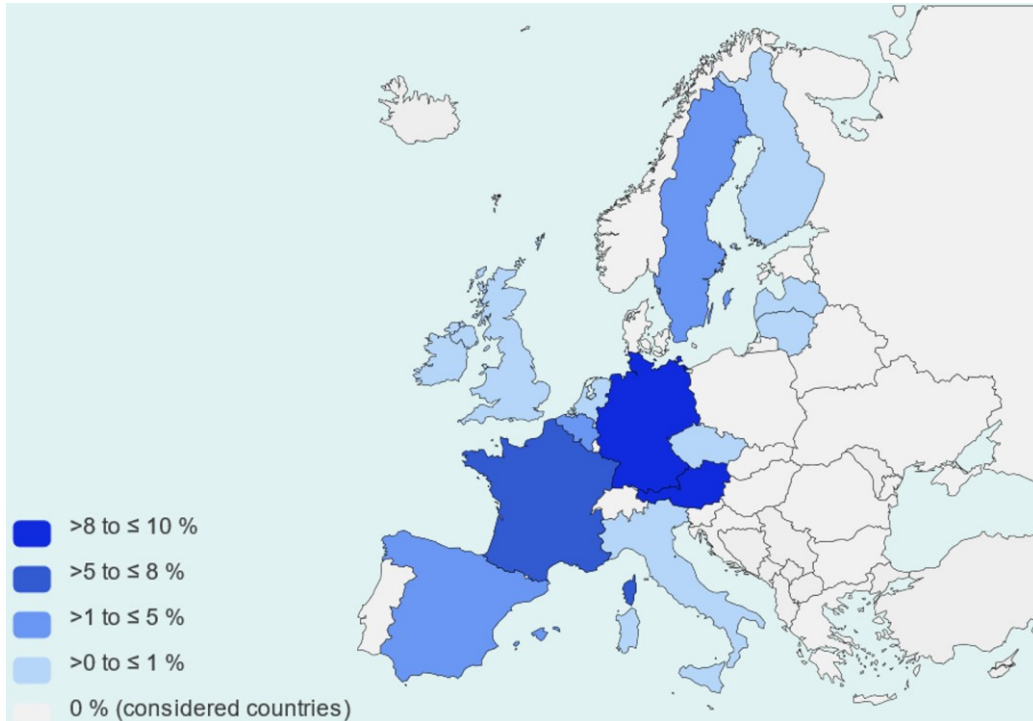 >8 to ≤ 10 %
>5 to ≤ 8 %
>1 to ≤ 5 %
>0 to ≤ 1 %
0 % (considered countries)